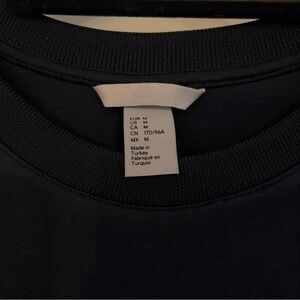 EUR M
US M
CA M
CN 170/96A
MX M
Made in
Turkey
Fabriqué en
Turquie